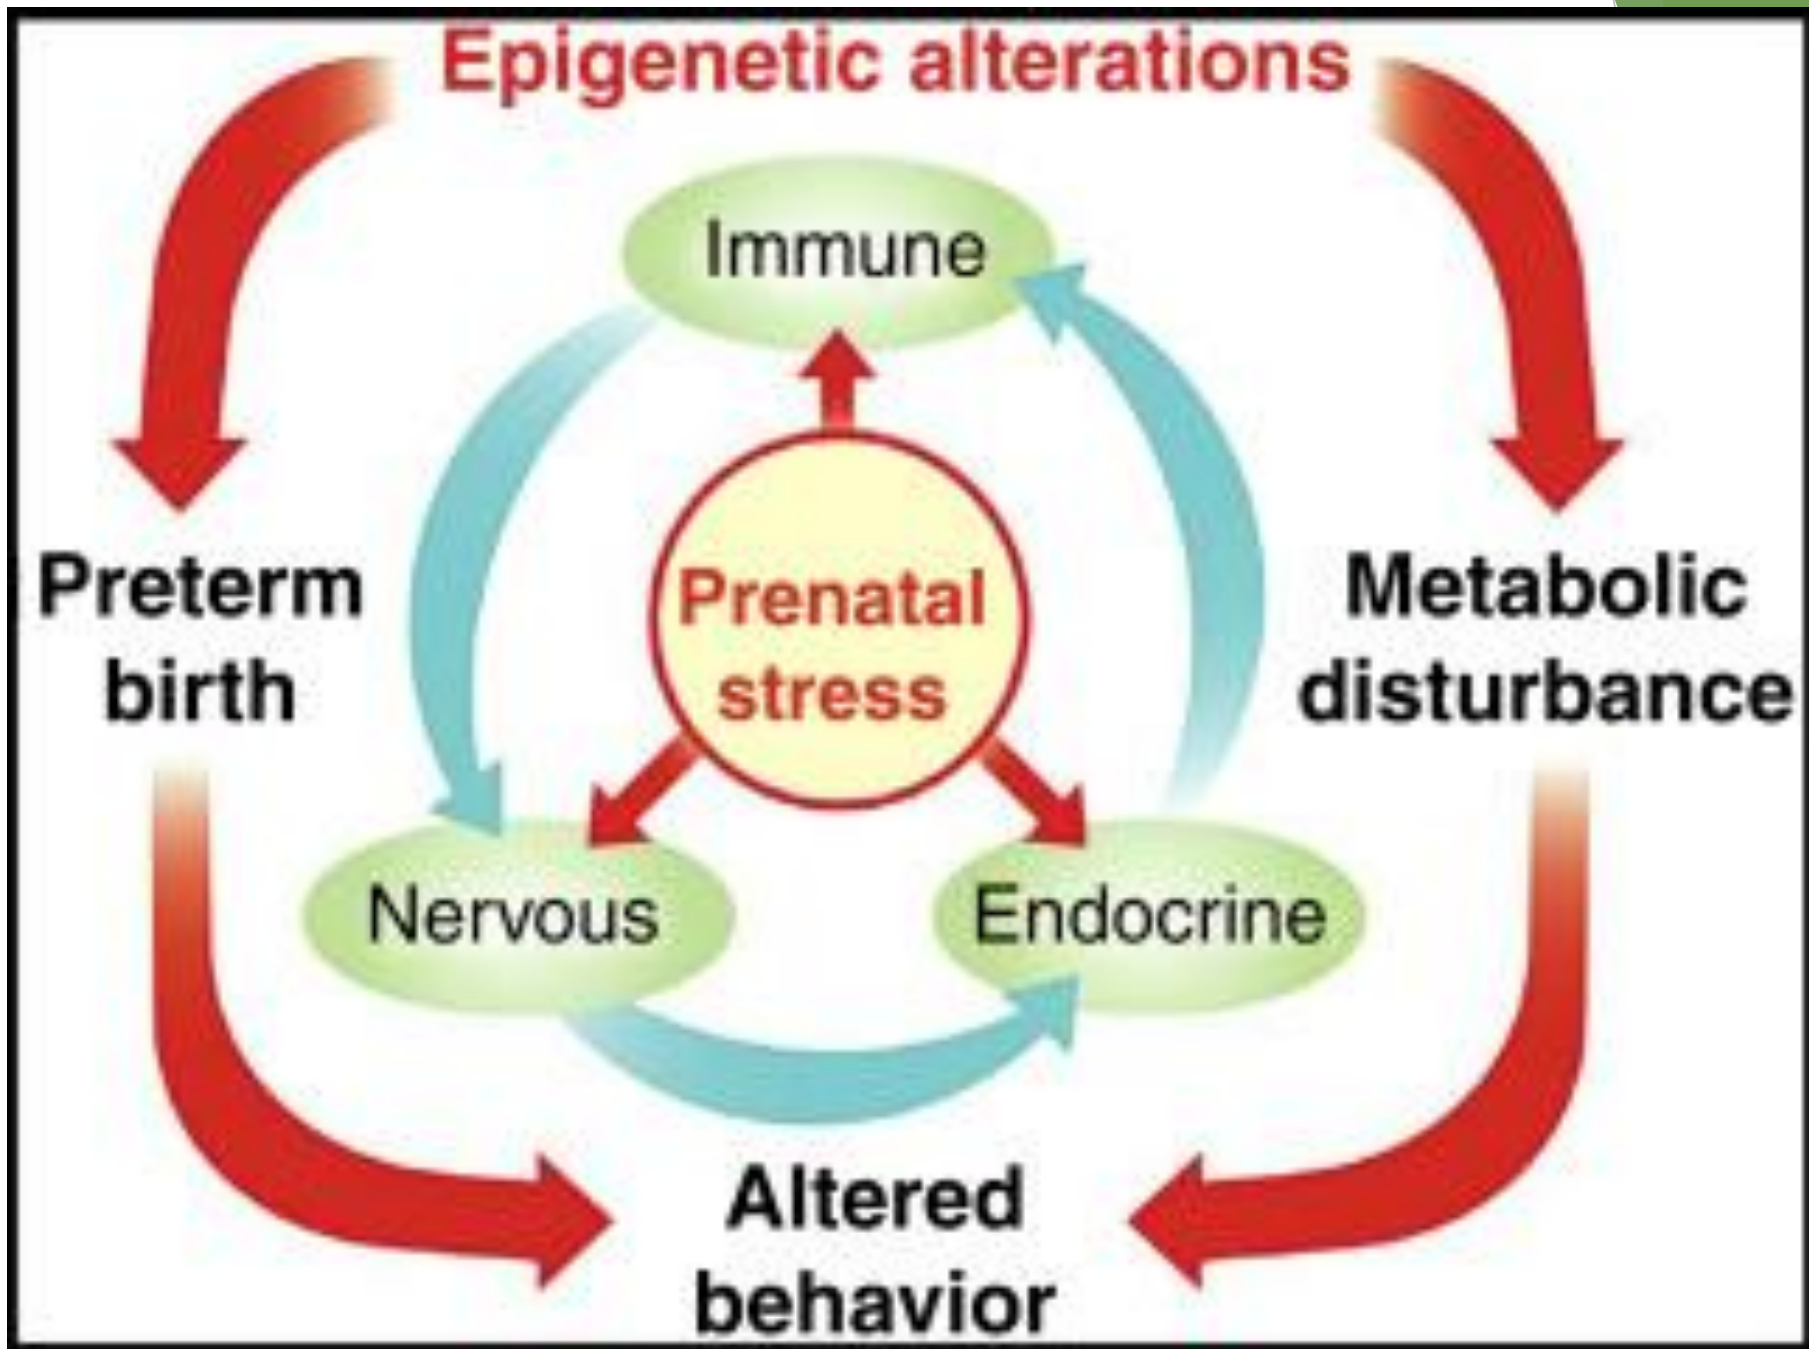 Epigenetic alterations
Immune
Prenatal
stress
Preterm
birth
Metabolic
disturbance
Nervous
Endocrine
Altered
behavior